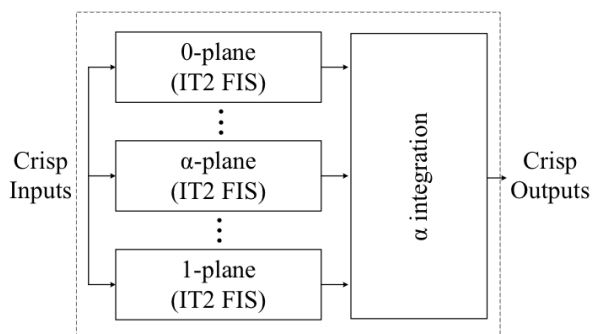 0-plane
(IT2 FIS)
Crisp
Inputs
α-plane
(IT2 FIS)
1-plane
(IT2 FIS)
α integration
Crisp
Outputs